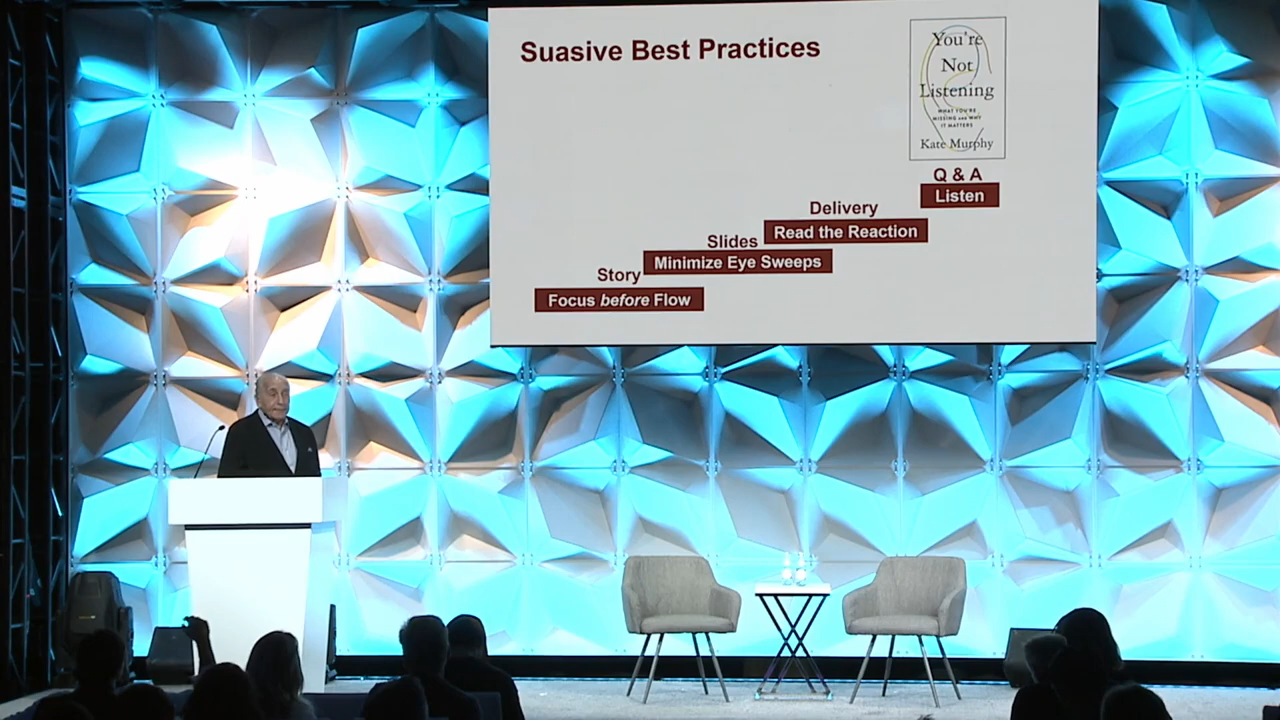 Suasive Best Practices
You're
Not
Listening
WHAT YOU'RE
MISSING and WHY
IT MATTERS
Kate Murphy
Q & A
Listen
Delivery
Read the Reaction
Slides
Minimize Eye Sweeps
Story
Focus before Flow